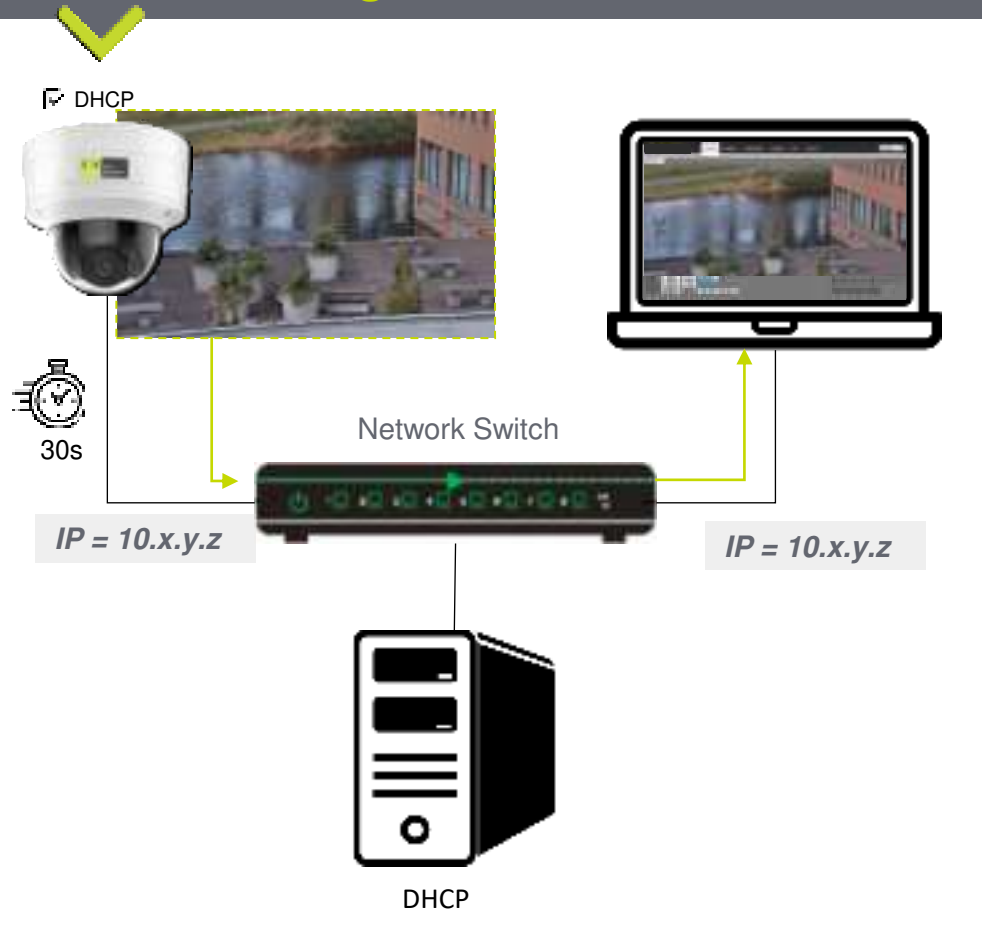 DHCP
30s
Network Switch
IP = 10.x.y.z
IP = 10.x.y.z
DHCP